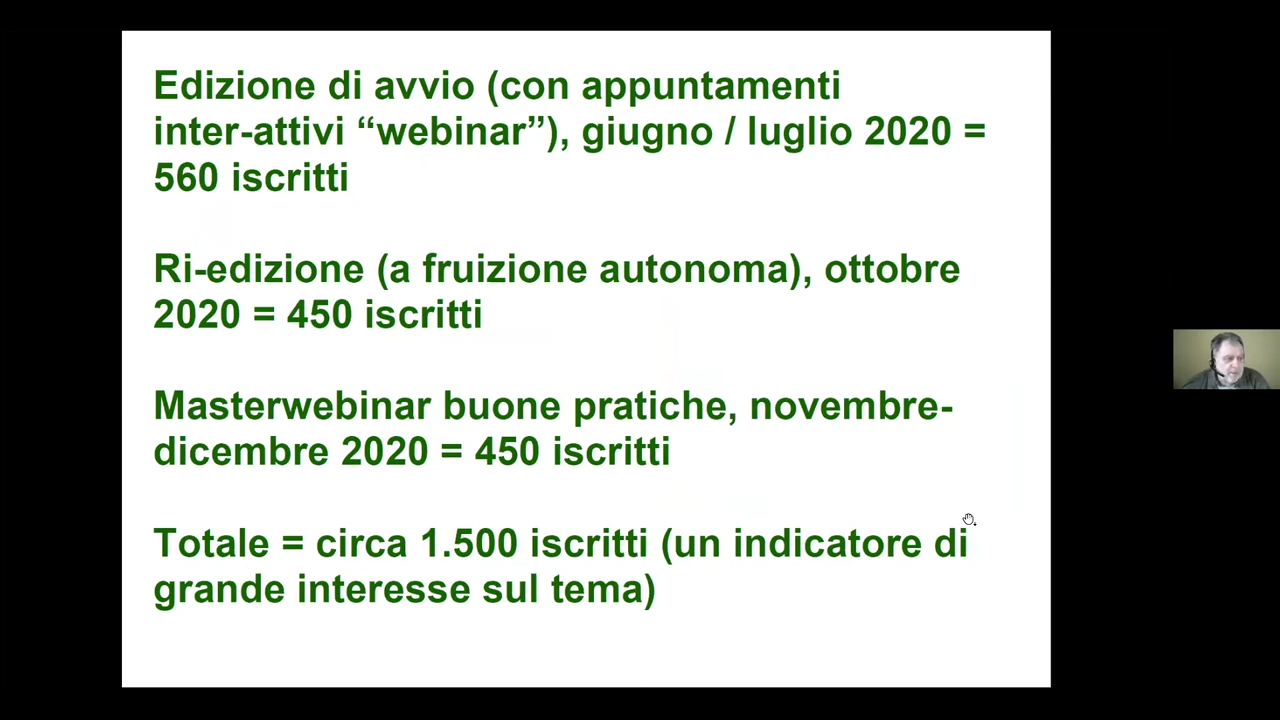 Edizione di avvio (con appuntamenti
inter-attivi “webinar”), giugno / luglio 2020 =
560 iscritti
Ri-edizione (a fruizione autonoma), ottobre
2020 = 450 iscritti
Masterwebinar buone pratiche, novembre-
dicembre 2020 = 450 iscritti
Totale = circa 1.500 iscritti (un indicatore di
grande interesse sul tema)